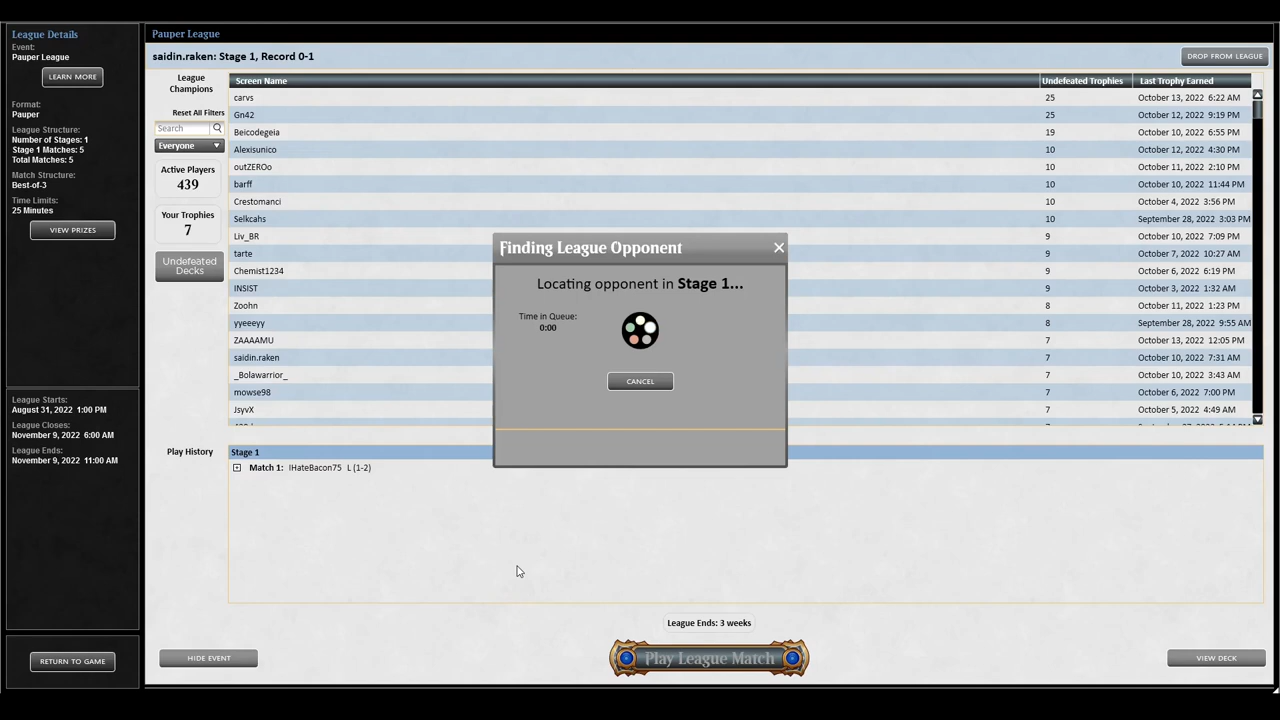 League Details
Event:
Pauper League
LEARN MORE
Format:
Pauper
League Structure:
Number of Stages: 1
Stage 1 Matches: 5
Total Matches: 5
Match Structure:
Best-of-3
Time Limits:
25 Minutes
VIEW PRIZES
League Starts:
August 31, 2022 1:00 PM
League Closes:
November 9, 2022 6:00 AM
League Ends:
November 9, 2022 11:00 AM
RETURN TO GAME
Pauper League
saidin.raken: Stage 1, Record 0-1
DROP FROM LEAGUE
League
Champions
Reset All Filters
Search
Everyone
Active Players
439
Your Trophies
7
Undefeated
Decks
Screen Name Undefeated Trophies Last Trophy Earned
carvs 25 October 13, 2022 6:22 AM
Gn42 25 October 12, 2022 9:19 PM
Beicodegeia 19 October 10, 2022 6:55 PM
Alexisunico 10 October 12, 2022 4:30 PM
outZEROo 10 October 11, 2022 2:10 PM
barff 10 October 10, 2022 11:44 PM
Crestomanci 10 October 4, 2022 3:56 PM
Selkcahs 10 September 28, 2022 3:03 PM
Liv_BR 9 October 9, 2022 7:00 PM
tarte 9 October 7, 2022 10:27 AM
Chemist1234 9 October 6, 2022 6:19 PM
INSIST 9 October 3, 2022 1:32 AM
Zoohn 8 October 11, 2022 1:23 PM
yyeeeyy 8 September 28, 2022 9:55 AM
ZAAAAMU 7 October 13, 2022 12:05 PM
saidin.raken 7 October 10, 2022 7:31 AM
_Bolawarrior_ 7 October 10, 2022 3:43 AM
mowse98 7 October 6, 2022 7:00 PM
JsyvX 7 October 5, 2022 4:49 AM
Finding League Opponent
Locating opponent in Stage 1...
Time in Queue:
0:00
CANCEL
Play History
Stage 1
Match 1: IHateBacon75 L (1-2)
League Ends: 3 weeks
HIDE EVENT
Play League Match
VIEW DECK